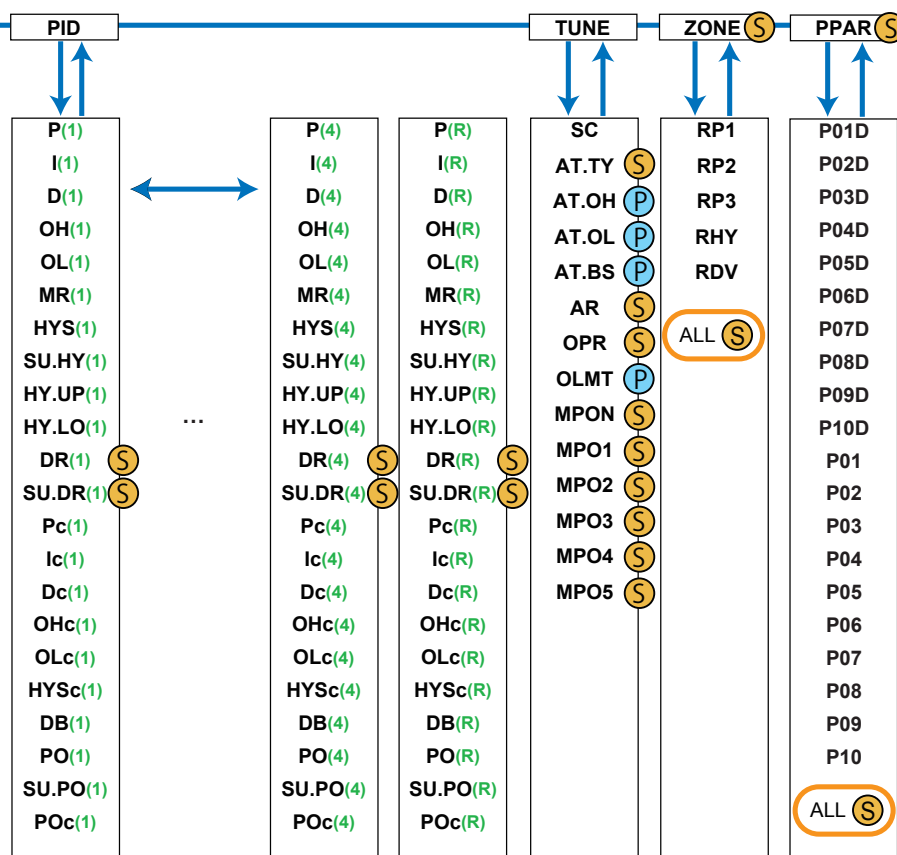 PID
TUNE
ZONE S
PPAR S
P(1)
I(1)
D(1)
OH(1)
OL(1)
MR(1)
HYS(1)
SU.HY(1)
HY.UP(1)
HY.LO(1)
DR(1) S
SU.DR(1) S
Pc(1)
Ic(1)
Dc(1)
OHc(1)
OLc(1)
HYSc(1)
DB(1)
PO(1)
SU.PO(1)
POc(1)
...
P(4)
I(4)
D(4)
OH(4)
OL(4)
MR(4)
HYS(4)
SU.HY(4)
HY.UP(4)
HY.LO(4)
DR(4) S
SU.DR(4) S
Pc(4)
Ic(4)
Dc(4)
OHc(4)
OLc(4)
HYSc(4)
DB(4)
PO(4)
SU.PO(4)
POc(4)
P(R)
I(R)
D(R)
OH(R)
OL(R)
MR(R)
HYS(R)
SU.HY(R)
HY.UP(R)
HY.LO(R)
DR(R) S
SU.DR(R) S
Pc(R)
Ic(R)
Dc(R)
OHc(R)
OLc(R)
HYSc(R)
DB(R)
PO(R)
SU.PO(R)
POc(R)
SC
AT.TY S
AT.OH P
AT.OL P
AT.BS P
AR S
OPR S
OLMT P
MPON S
MPO1 S
MPO2 S
MPO3 S
MPO4 S
MPO5 S
RP1
RP2
RP3
RHY
RDV
ALL S
P01D
P02D
P03D
P04D
P05D
P06D
P07D
P08D
P09D
P10D
P01
P02
P03
P04
P05
P06
P07
P08
P09
P10
ALL S